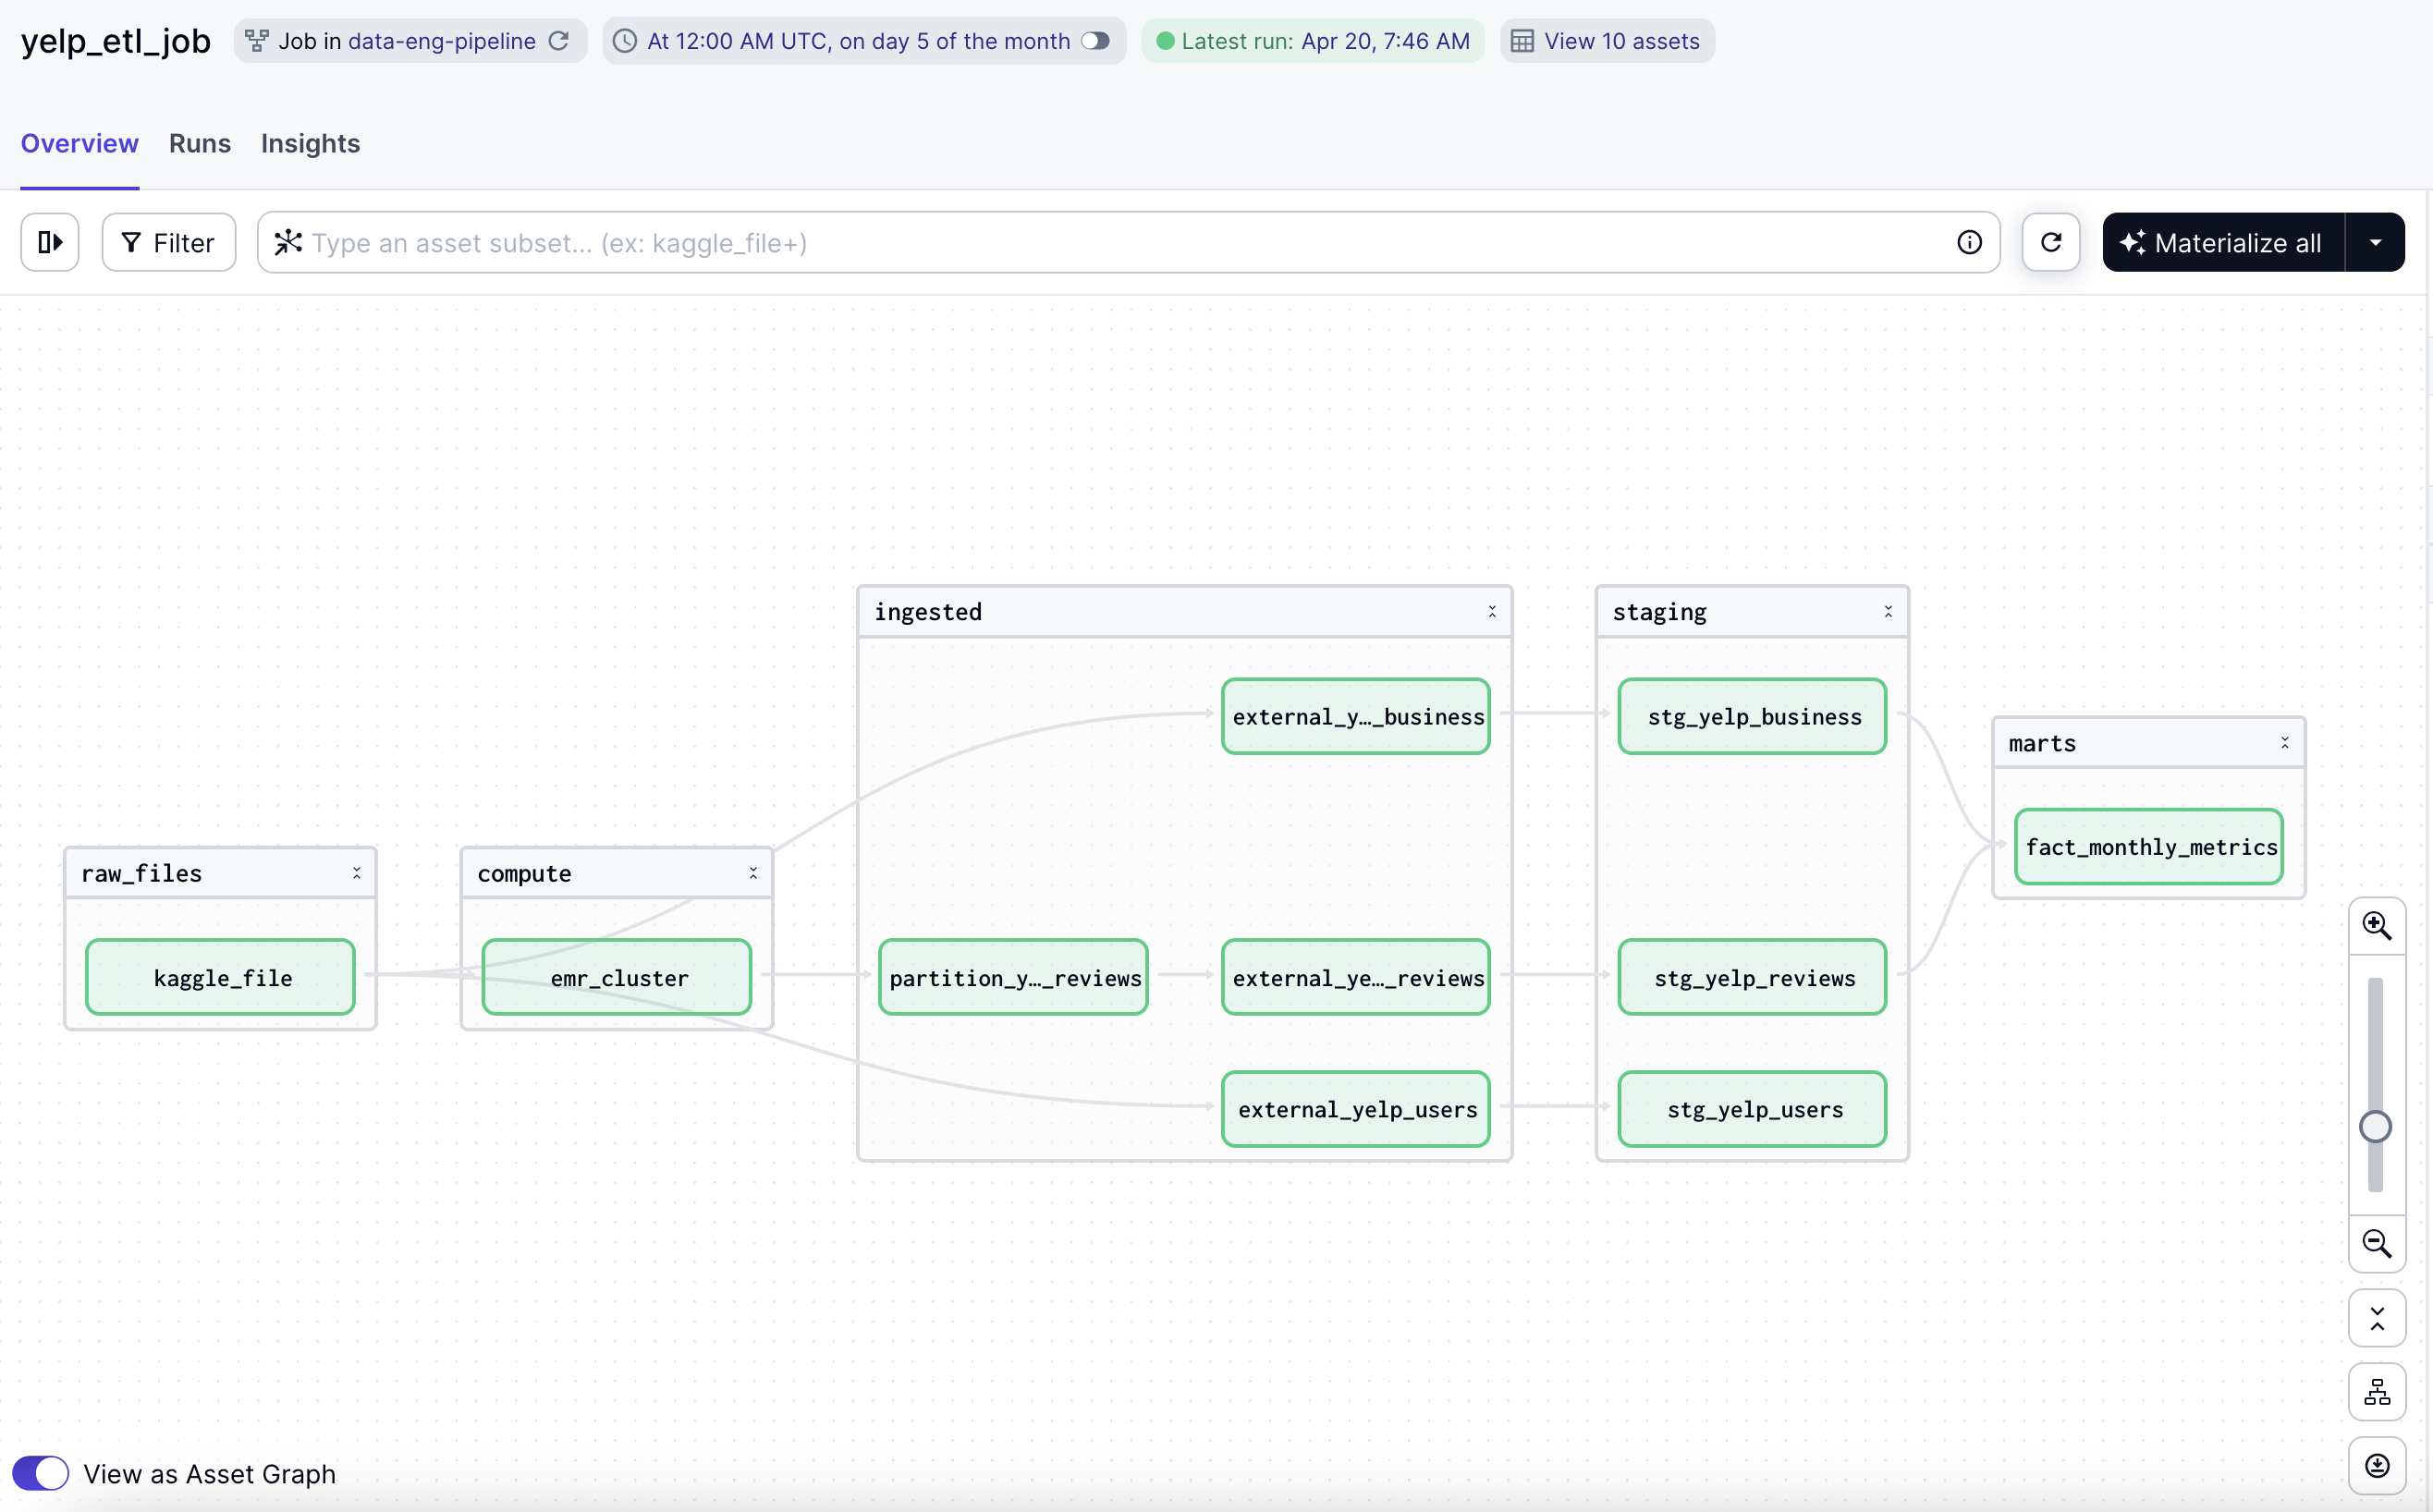 yelp_etl_job
Job in data-eng-pipeline
At 12:00 AM UTC, on day 5 of the month
Latest run: Apr 20, 7:46 AM
View 10 assets
Overview
Runs
Insights
Filter
Type an asset subset... (ex: kaggle_file+)
Materialize all
raw_files
kaggle_file
compute
emr_cluster
ingested
external_y…_business
partition_y…_reviews
external_ye…_reviews
external_yelp_users
staging
stg_yelp_business
stg_yelp_reviews
stg_yelp_users
marts
fact_monthly_metrics
View as Asset Graph